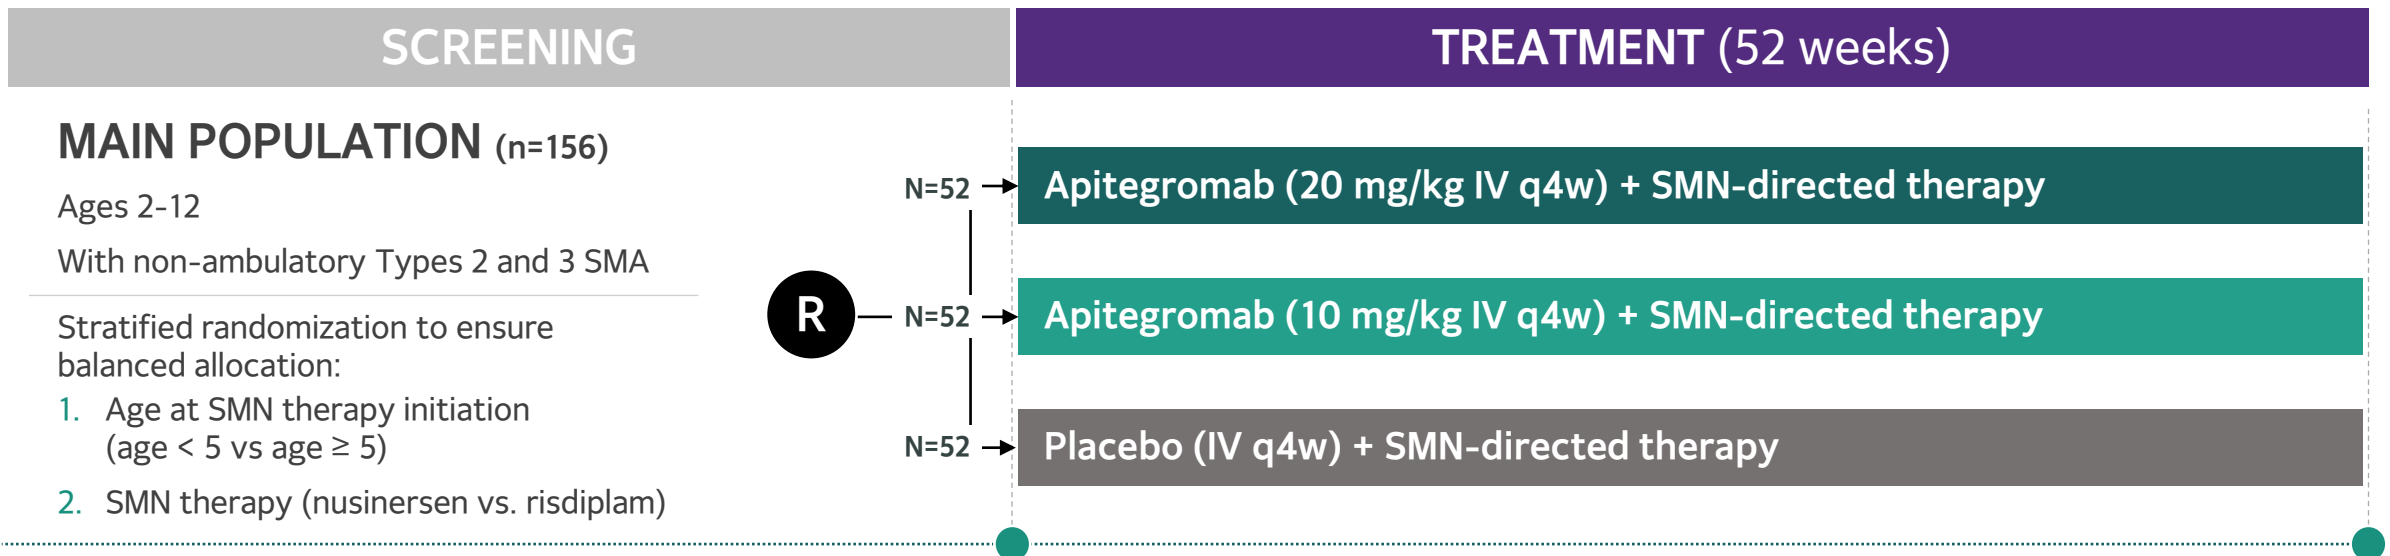 SCREENING
TREATMENT (52 weeks)
MAIN POPULATION (n=156)
Ages 2-12
With non-ambulatory Types 2 and 3 SMA
Stratified randomization to ensure
balanced allocation:
1. Age at SMN therapy initiation
(age < 5 vs age ≥ 5)
2. SMN therapy (nusinersen vs. risdiplam)
R
N=52
Apitegromab (20 mg/kg IV q4w) + SMN-directed therapy
N=52
Apitegromab (10 mg/kg IV q4w) + SMN-directed therapy
N=52
Placebo (IV q4w) + SMN-directed therapy